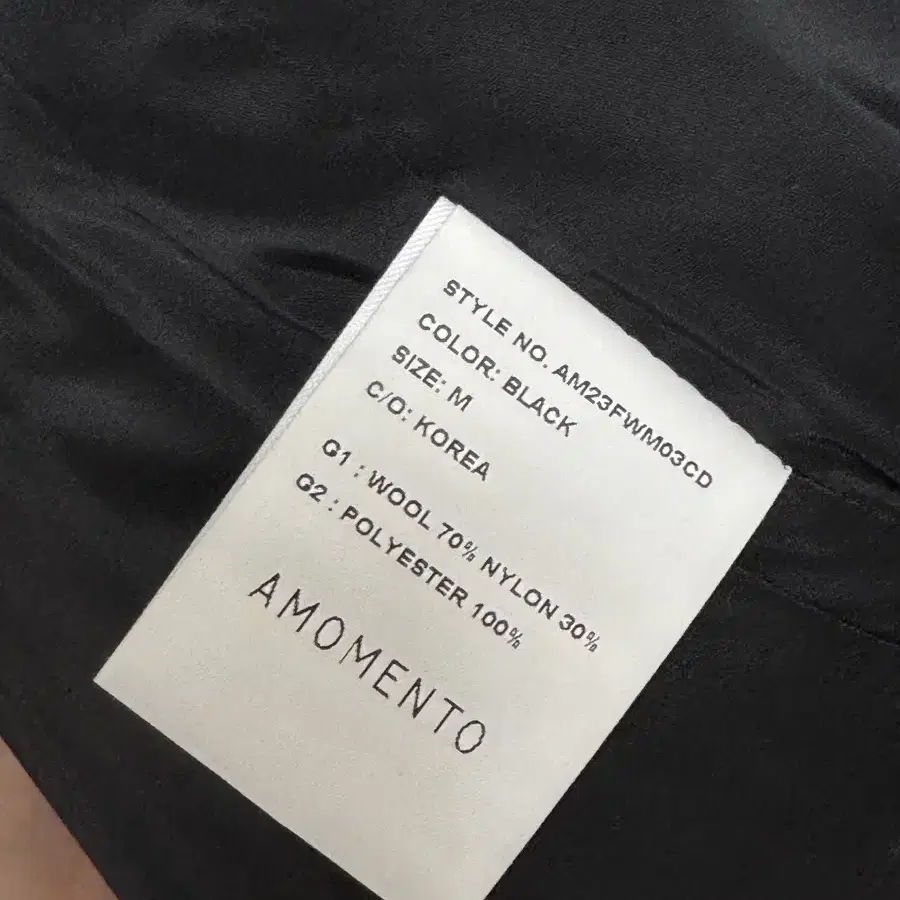 STYLE NO. AM23FWM03CD
COLOR: BLACK
SIZE: M
C/O: KOREA
G1 : WOOL 70% NYLON 30%
G2 : POLYESTER 100%
AMOMENTO